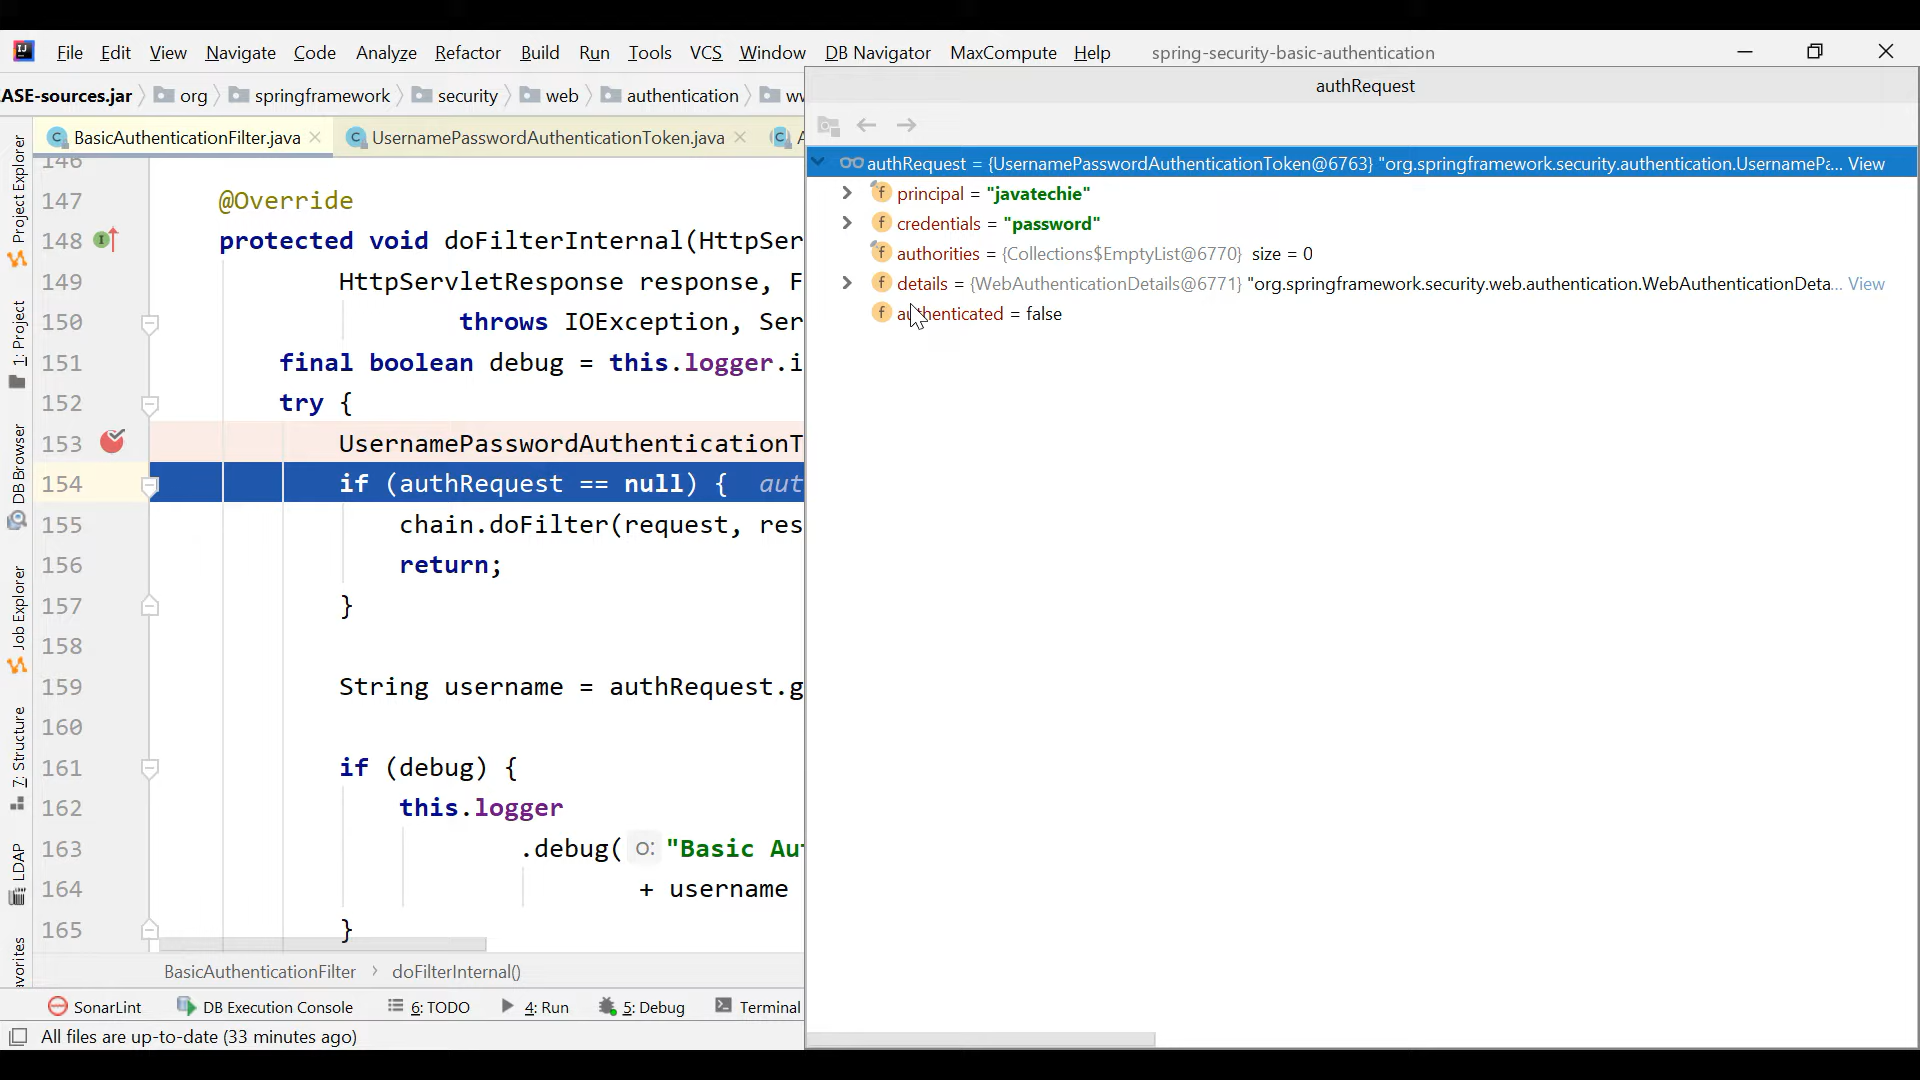 File Edit View Navigate Code Analyze Refactor Build Run Tools VCS Window DB Navigator MaxCompute Help spring-security-basic-authentication
ASE-sources.jar org springframework security web authentication
BasicAuthenticationFilter.java UsernamePasswordAuthenticationToken.java
146
147 @Override
148 protected void doFilterInternal(HttpSer
149 HttpServletResponse response, F
150 throws IOException, Ser
151 final boolean debug = this.logger.i
152 try {
153 UsernamePasswordAuthenticationT
154 if (authRequest == null) { aut
155 chain.doFilter(request, res
156 return;
157 }
158
159 String username = authRequest.g
160
161 if (debug) {
162 this.logger
163 .debug( o: "Basic Au
164 + username
165 }
BasicAuthenticationFilter › doFilterInternal()
SonarLint DB Execution Console 6: TODO 4: Run 5: Debug Terminal
All files are up-to-date (33 minutes ago)
Project Explorer
1: Project
DB Browser
Job Explorer
7: Structure
LDAP
avorites
authRequest
authRequest = {UsernamePasswordAuthenticationToken@6763} "org.springframework.security.authentication.UsernamePa... View
principal = "javatechie"
credentials = "password"
authorities = {Collections$EmptyList@6770} size = 0
details = {WebAuthenticationDetails@6771} "org.springframework.security.web.authentication.WebAuthenticationDeta... View
authenticated = false